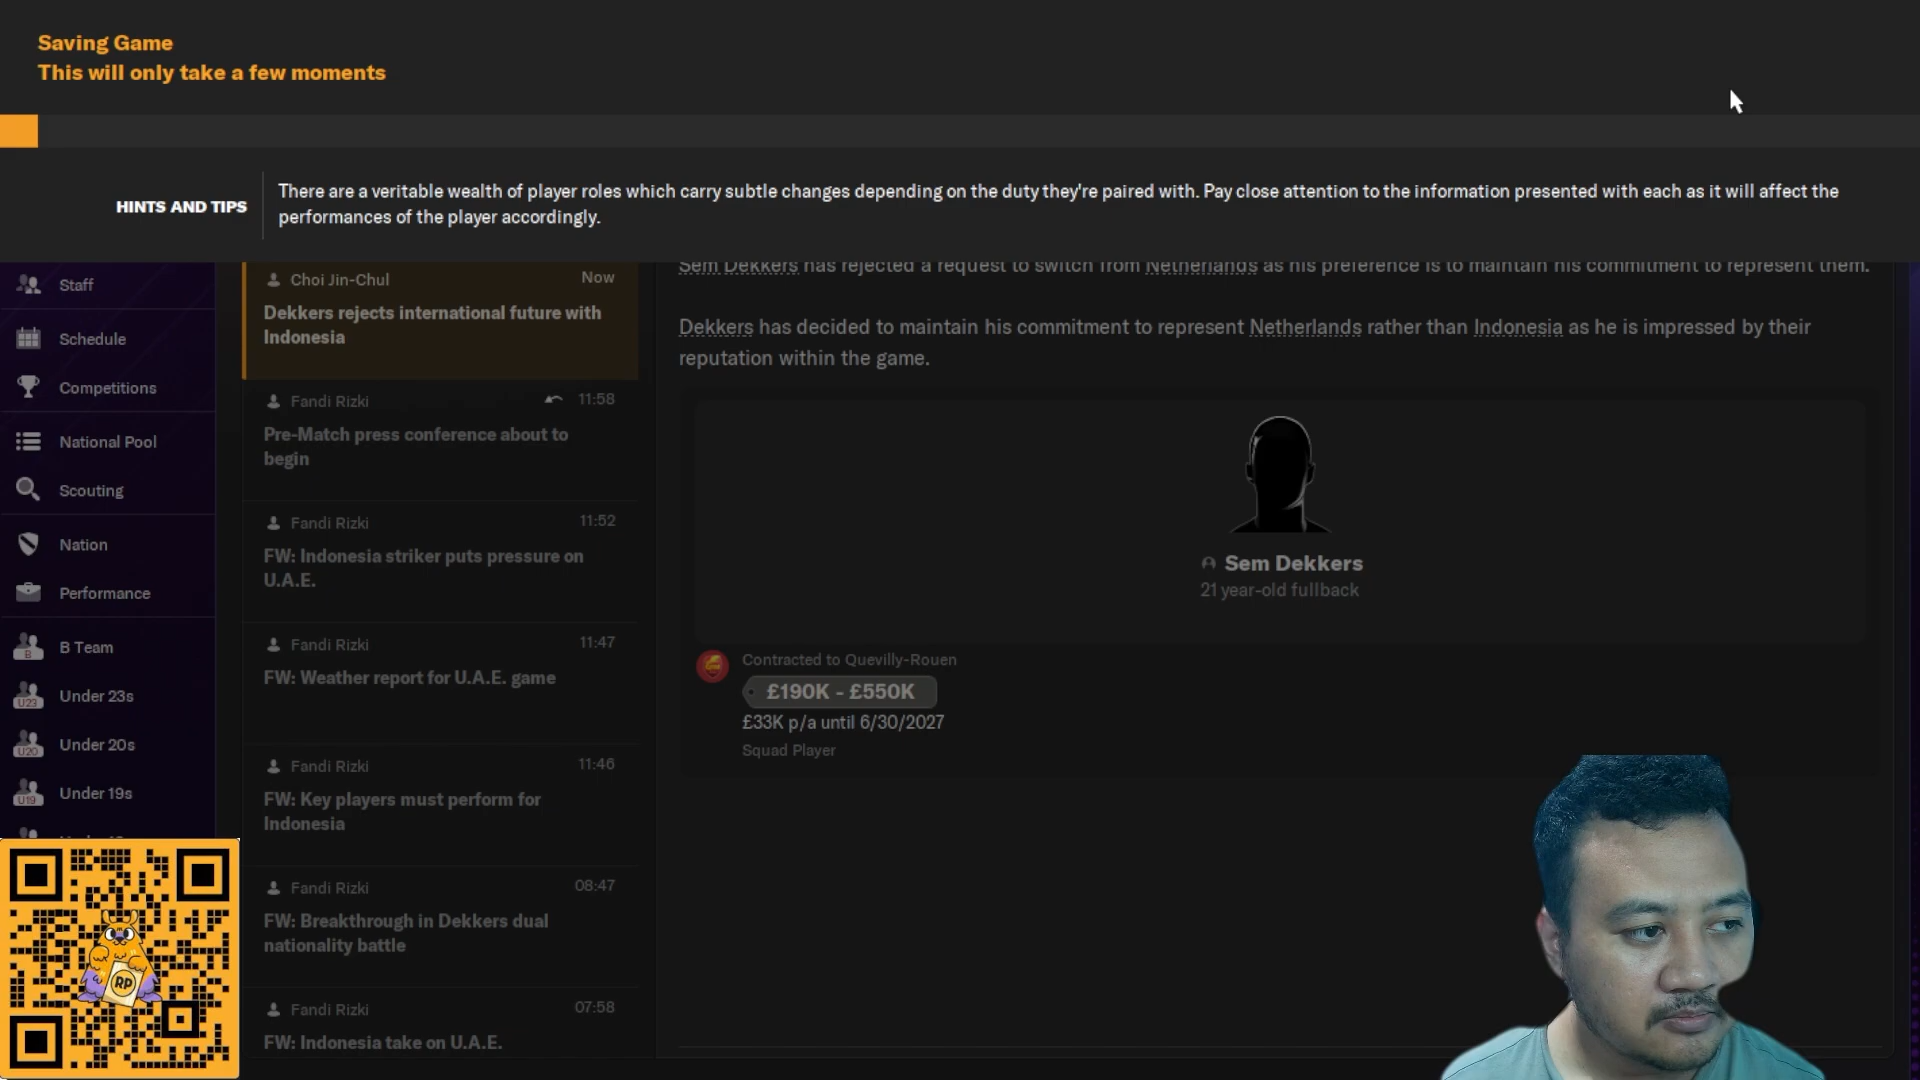 Saving Game
This will only take a few moments
HINTS AND TIPS
There are a veritable wealth of player roles which carry subtle changes depending on the duty they're paired with. Pay close attention to the information presented with each as it will affect the
performances of the player accordingly.
Staff
Schedule
Competitions
National Pool
Scouting
Nation
Performance
B
B Team
U23
Under 23s
U20
Under 20s
U19
Under 19s
Choi Jin-Chul
Now
Dekkers rejects international future with
Indonesia
Fandi Rizki
11:58
Pre-Match press conference about to
begin
Fandi Rizki
11:52
FW: Indonesia striker puts pressure on
U.A.E.
Fandi Rizki
11:47
FW: Weather report for U.A.E. game
Fandi Rizki
11:46
FW: Key players must perform for
Indonesia
Fandi Rizki
08:47
FW: Breakthrough in Dekkers dual
nationality battle
Fandi Rizki
07:58
FW: Indonesia take on U.A.E.
Sem Dekkers has rejected a request to switch from Netherlands as his preference is to maintain his commitment to represent them.
Dekkers has decided to maintain his commitment to represent Netherlands rather than Indonesia as he is impressed by their
reputation within the game.
Sem Dekkers
21 year-old fullback
Contracted to Quevilly-Rouen
£190K - £550K
£33K p/a until 6/30/2027
Squad Player
RP